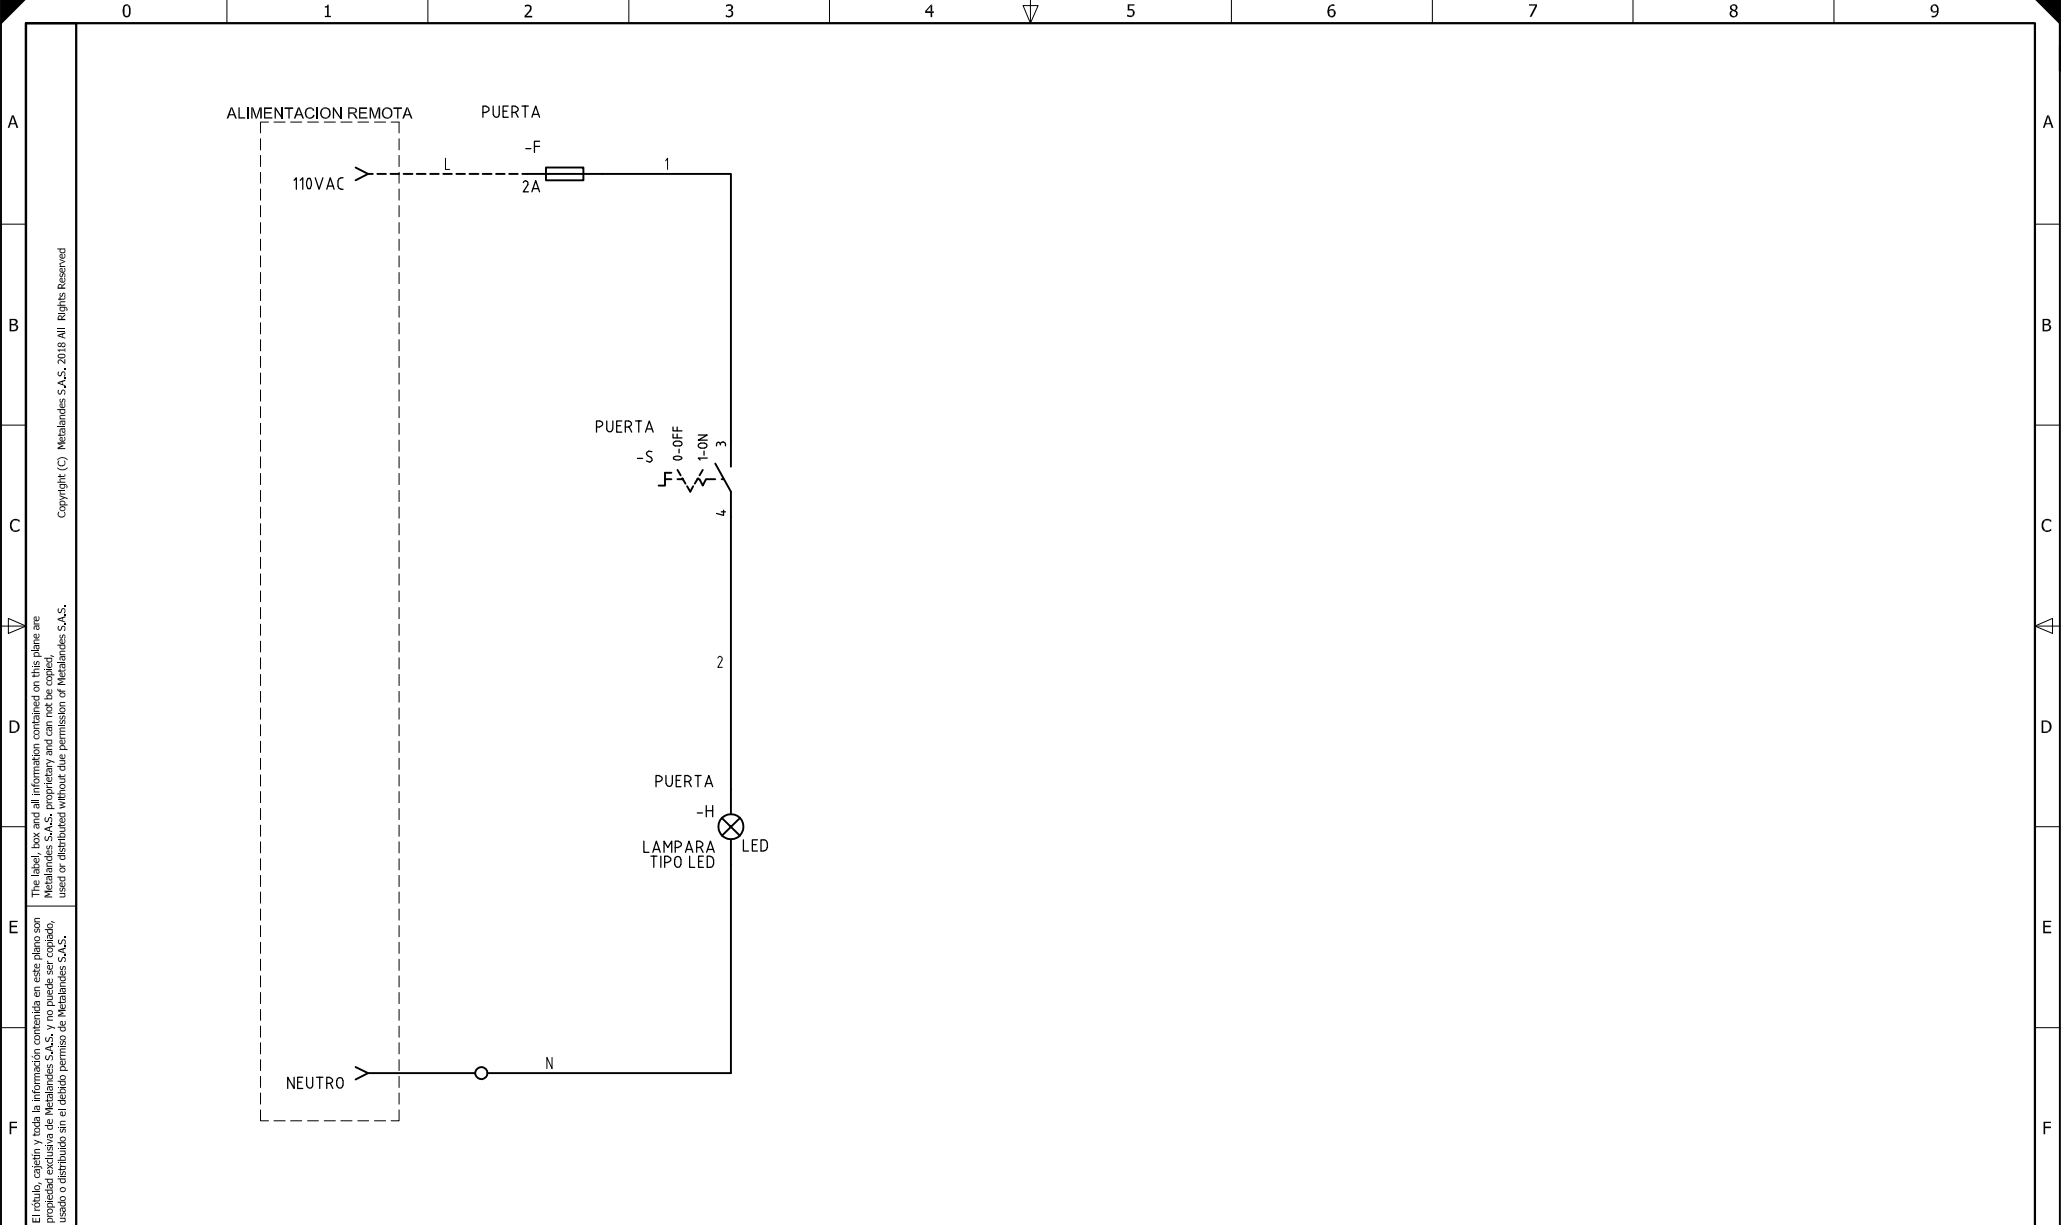 0 1 2 3 4 5 6 7 8 9
A A
ALIMENTACION REMOTA
PUERTA
-F
L
1
110VAC
2A
B B
PUERTA
-S
0-OFF
1-ON
3
4
C C
2
D D
PUERTA
-H
LAMPARA
TIPO LED
LED
E E
N
NEUTRO
F F
Copyright (C) Metalandes S.A.S. 2018 All Rights Reserved
The label, box and all information contained on this plane are
Metalandes S.A.S. proprietary and can not be copied,
used or distributed without due permission of Metalandes S.A.S.
El rótulo, cajetín y toda la información contenida en este plano son
propiedad exclusiva de Metalandes S.A.S. y no puede ser copiado,
usado o distribuido sin el debido permiso de Metalandes S.A.S.